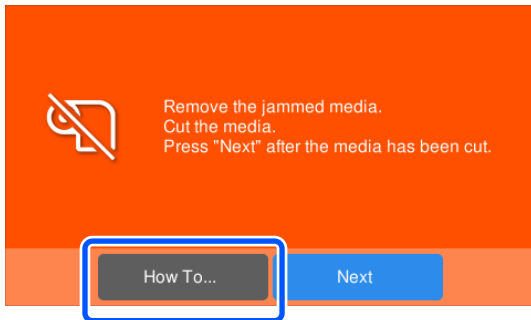 Remove the jammed media.
Cut the media.
Press "Next" after the media has been cut.
How To...
Next